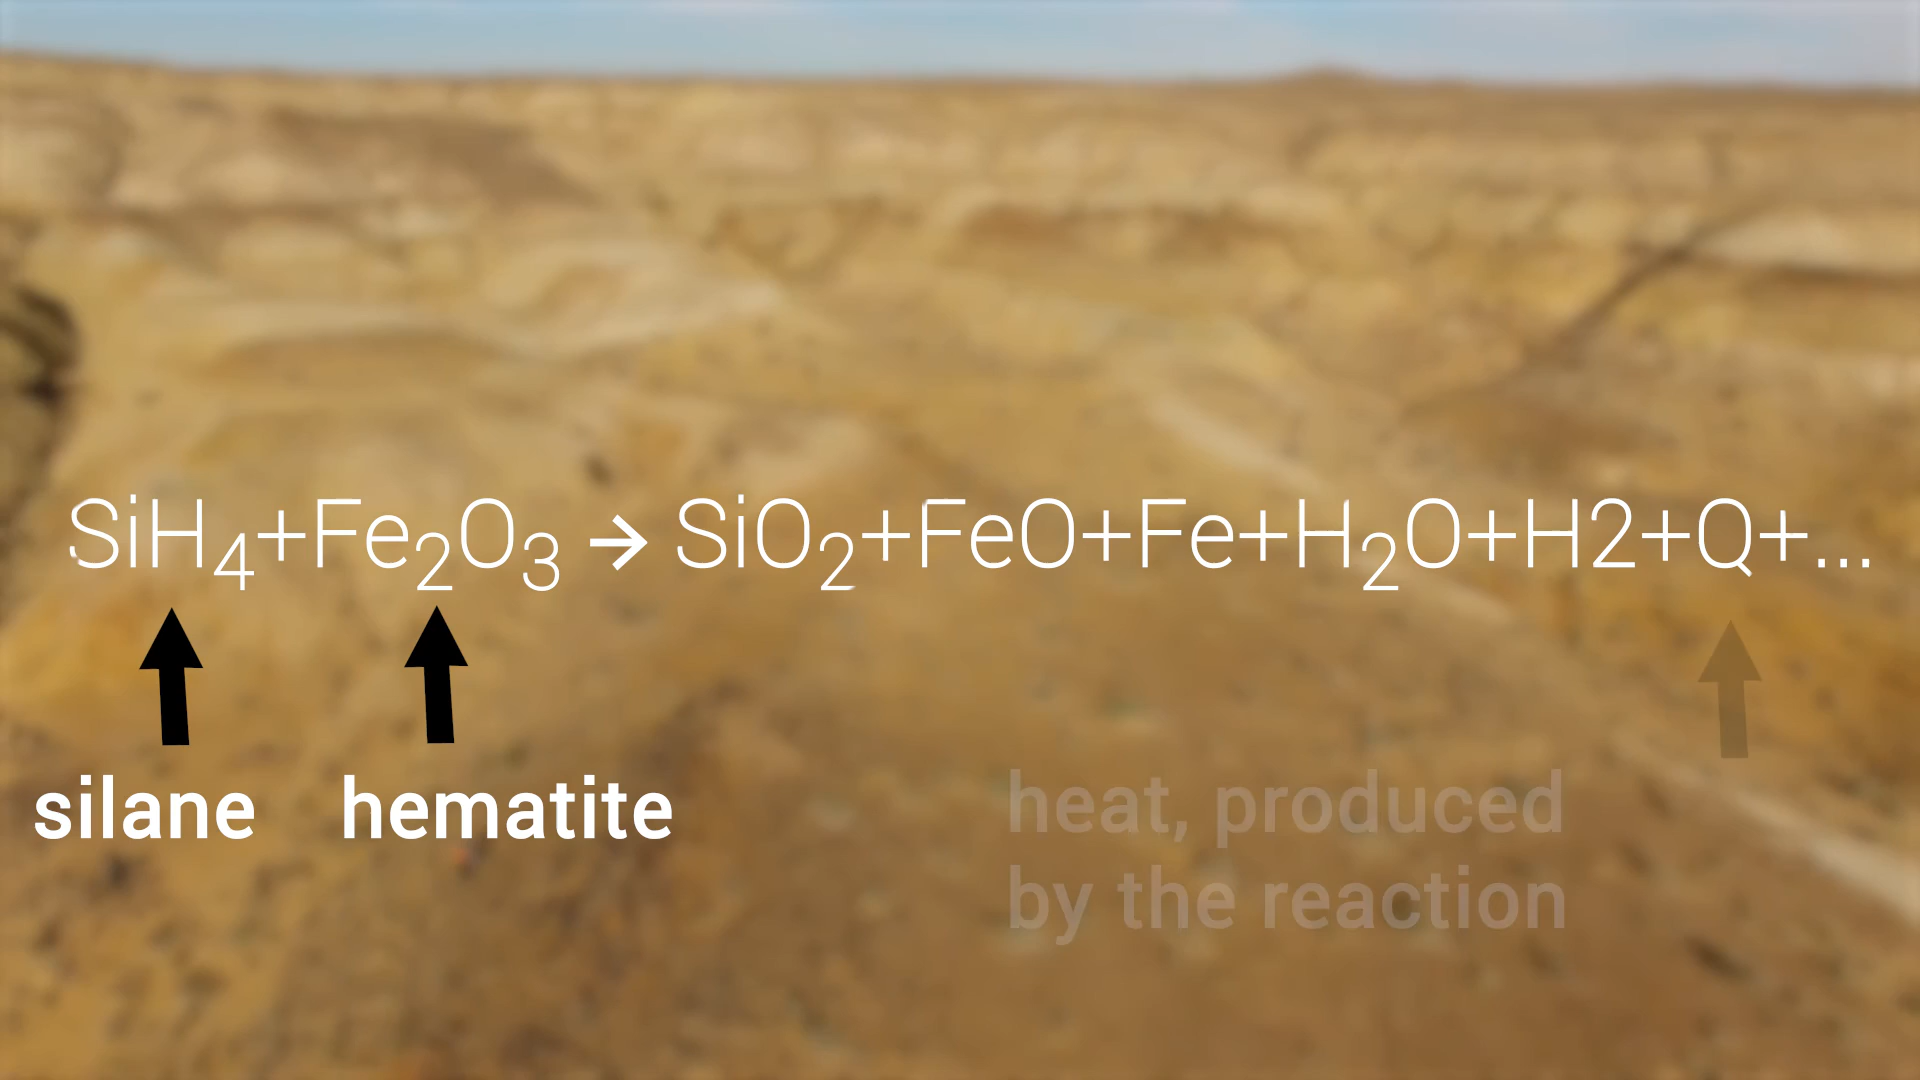 SiH₄+Fe₂O₃ → SiO₂+FeO+Fe+H₂O+H2+Q+...
silane hematite
heat, produced
by the reaction